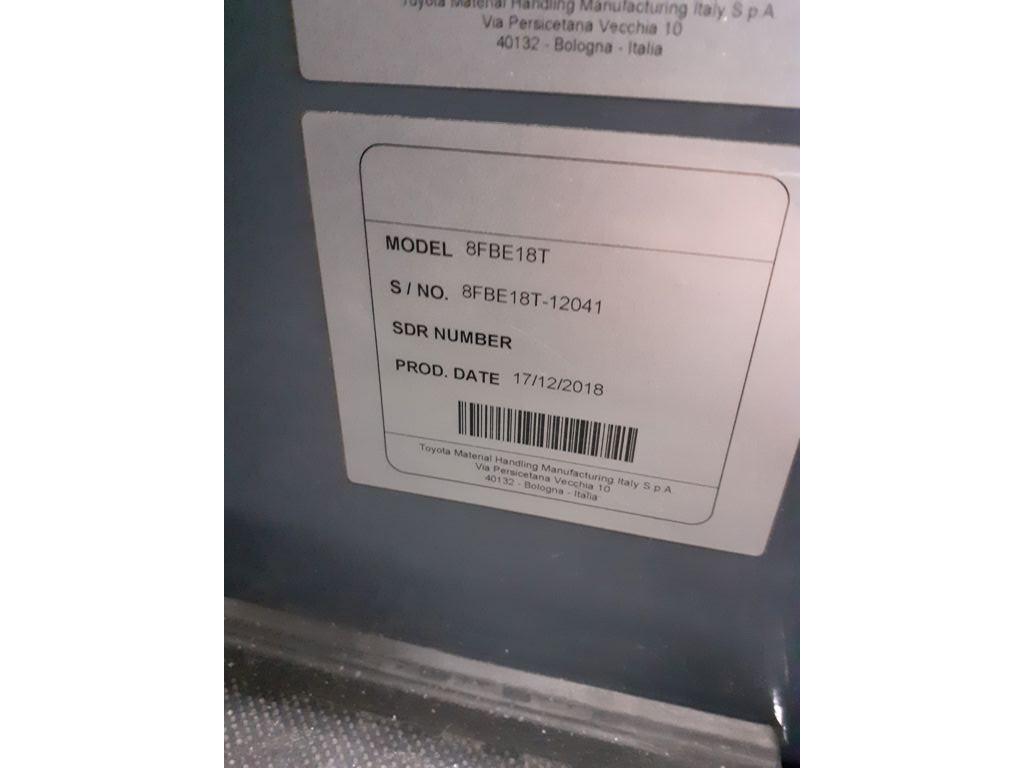 Toyota Material Handling Manufacturing Italy S.p.A
Via Persicetana Vecchia 10
40132 - Bologna - Italia
MODEL 8FBE18T
S / NO. 8FBE18T-12041
SDR NUMBER
PROD. DATE 17/12/2018
Toyota Material Handling Manufacturing Italy S.p.A
Via Persicetana Vecchia 10
40132 - Bologna - Italia